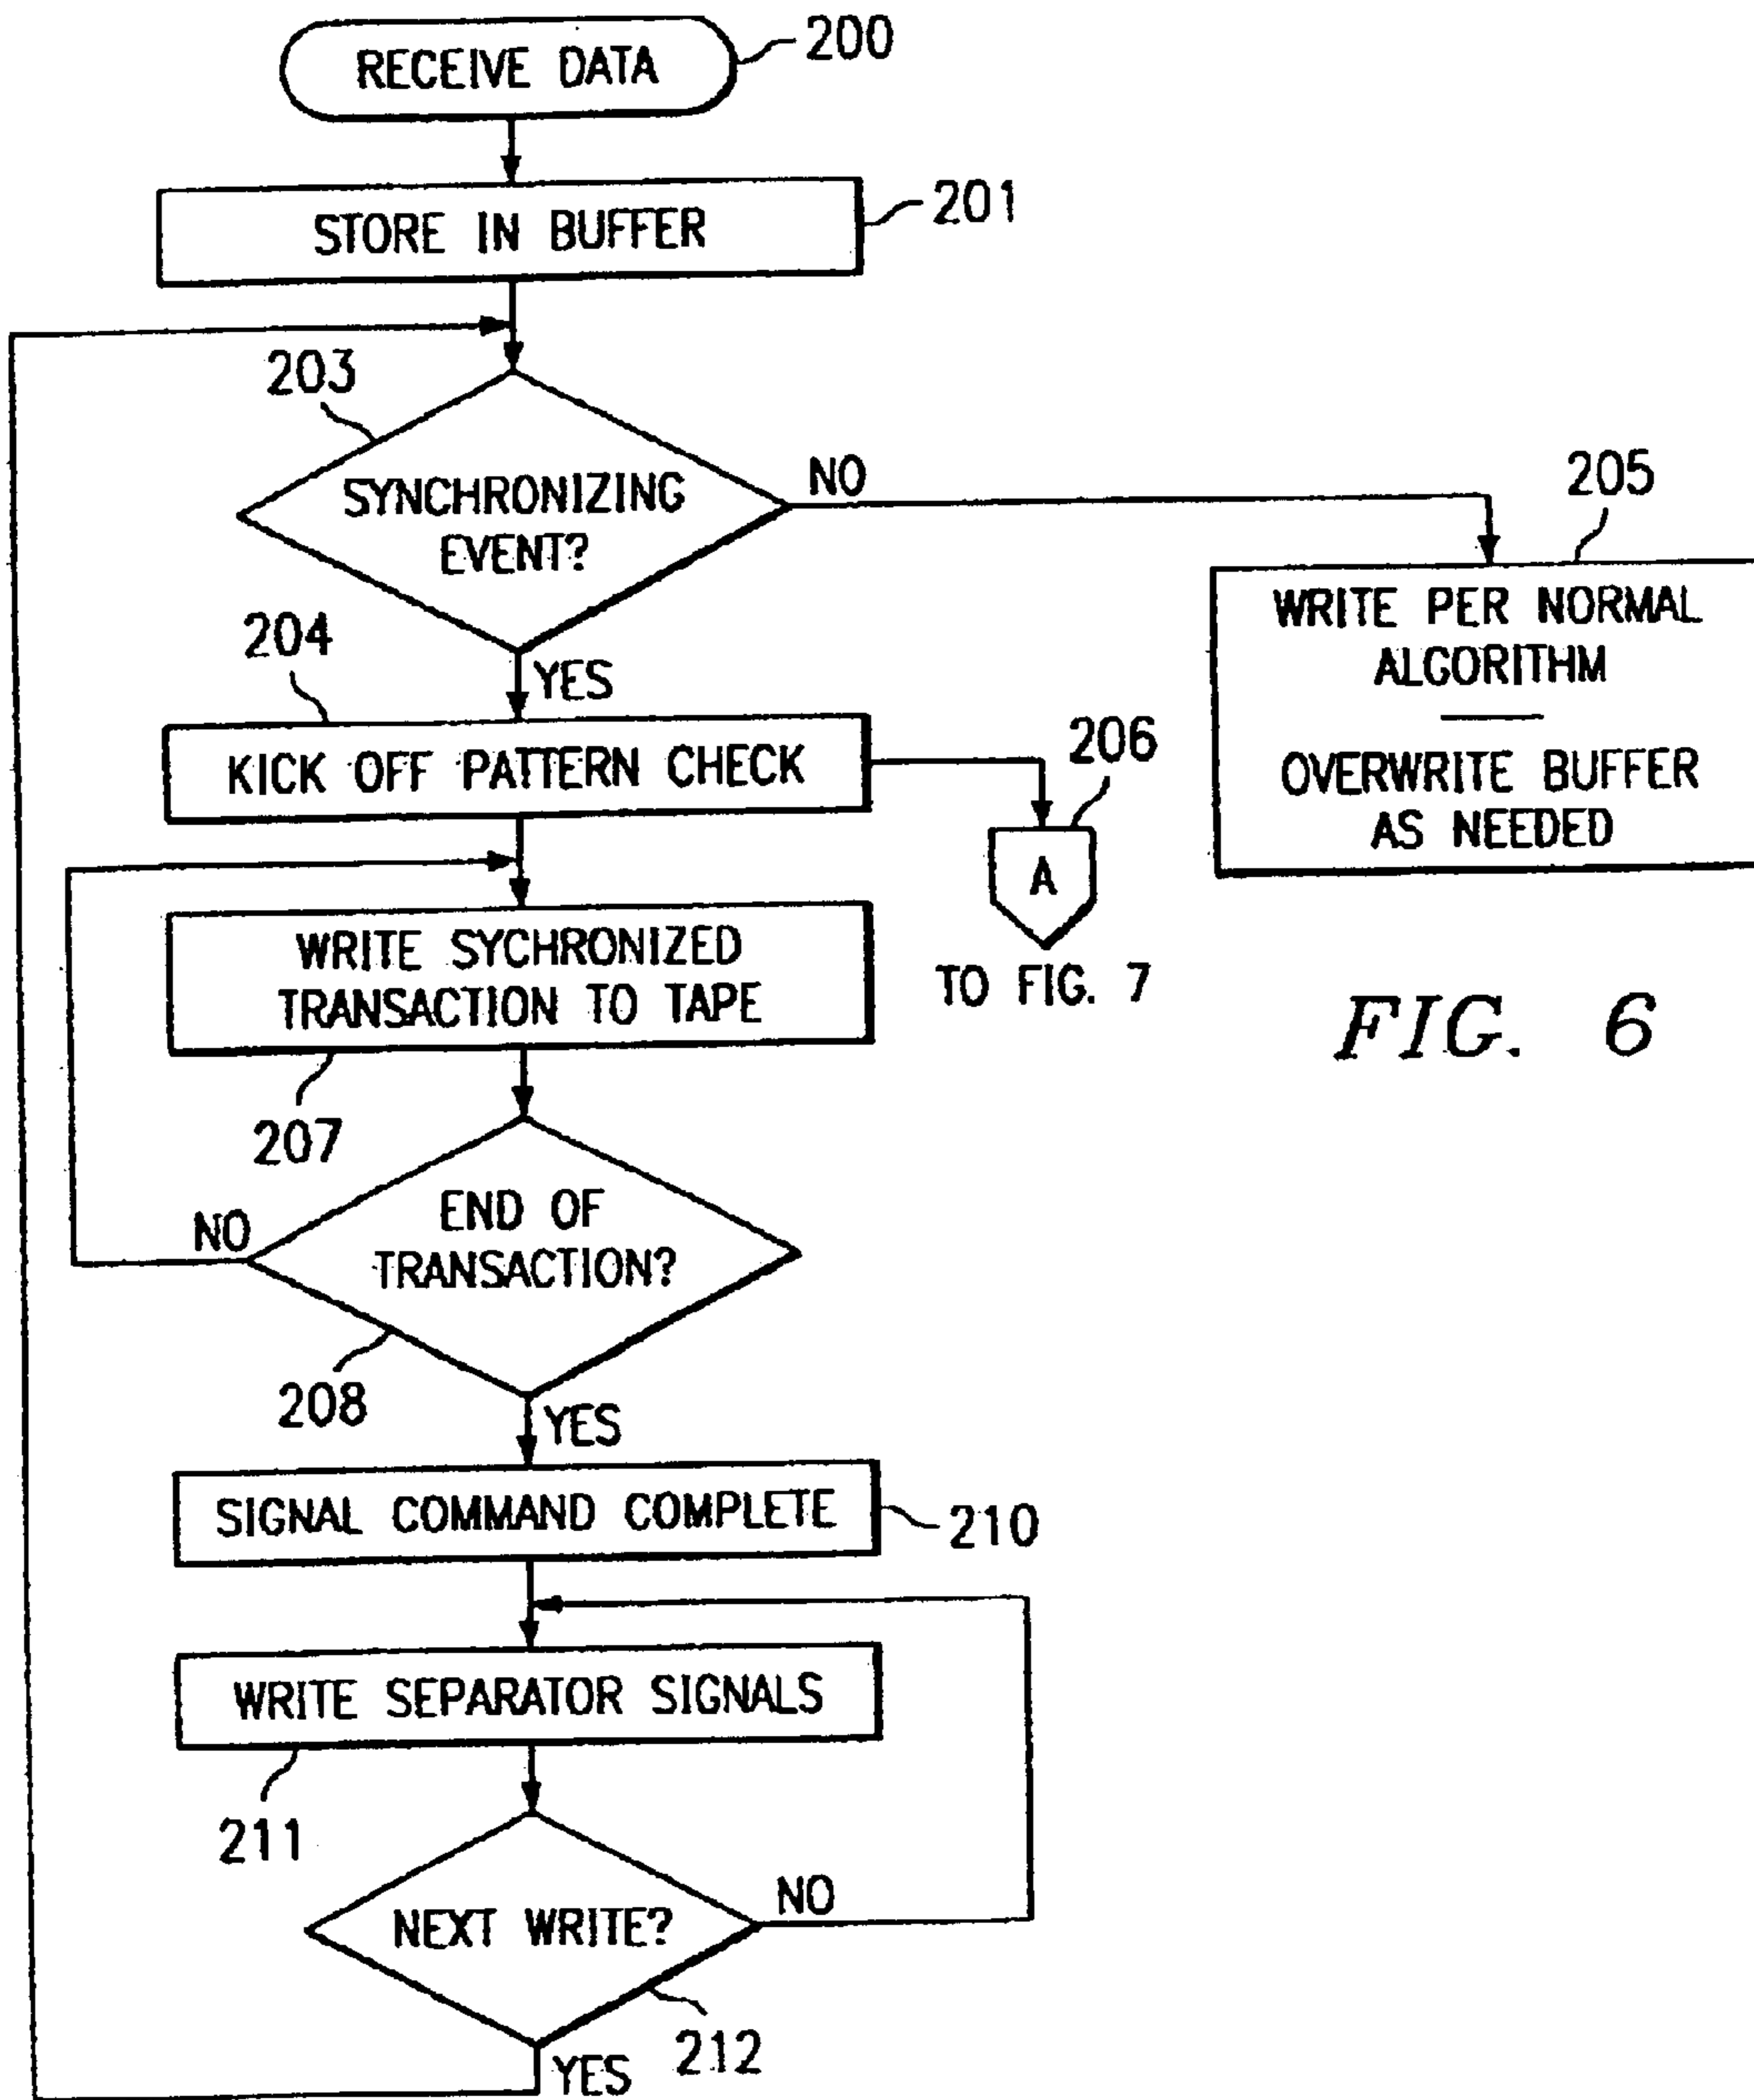 RECEIVE DATA
200
STORE IN BUFFER
201
203
SYNCHRONIZING
EVENT?
NO
YES
205
WRITE PER NORMAL
ALGORITHM
OVERWRITE BUFFER
AS NEEDED
204
KICK OFF PATTERN CHECK
206
A
TO FIG. 7
WRITE SYCHRONIZED
TRANSACTION TO TAPE
207
FIG. 6
END OF
TRANSACTION?
NO
208
YES
SIGNAL COMMAND COMPLETE
210
WRITE SEPARATOR SIGNALS
211
NEXT WRITE?
NO
212
YES